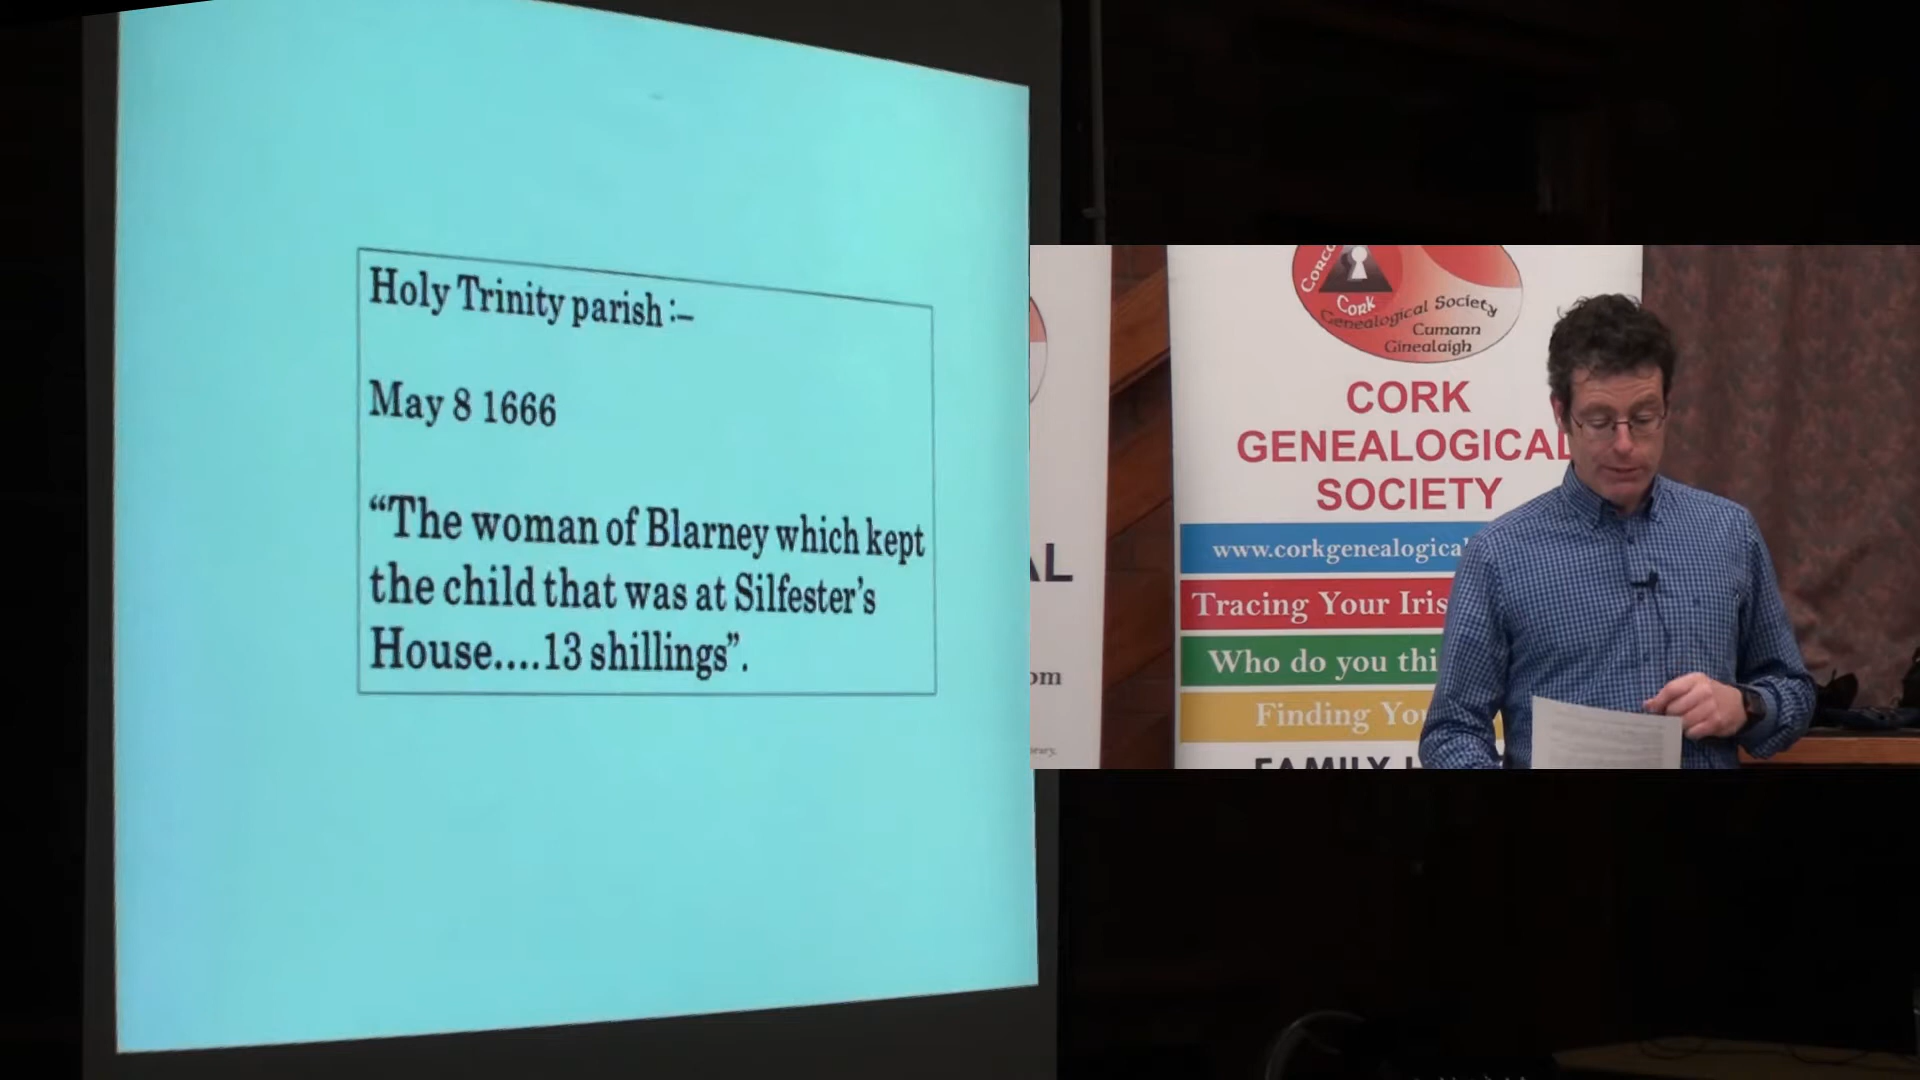 Holy Trinity parish :–
May 8 1666
“The woman of Blarney which kept
the child that was at Silfester’s
House....13 shillings”.
Cork
Genealogical Society
Cumann
Ginealaigh
CORK
GENEALOGICAL
SOCIETY
www.corkgenealogical
Tracing Your Iris
Who do you thi
Finding You
FAMILY H
AL
om